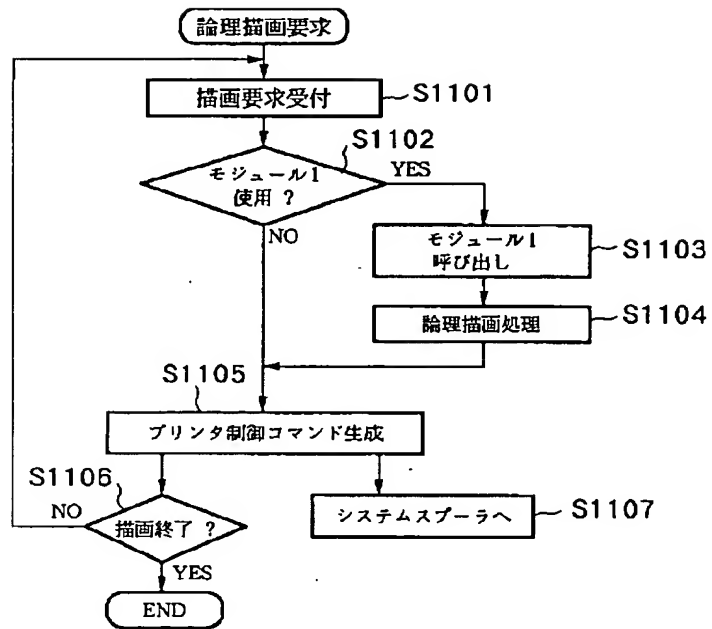 論理描画要求
描画要求受付
S1101
S1102
モジュール1
使用 ?
YES
NO
モジュール1
呼び出し
S1103
論理描画処理
S1104
S1105
プリンタ制御コマンド生成
S1106
NO
描画終了 ?
YES
システムスプーラへ
S1107
END